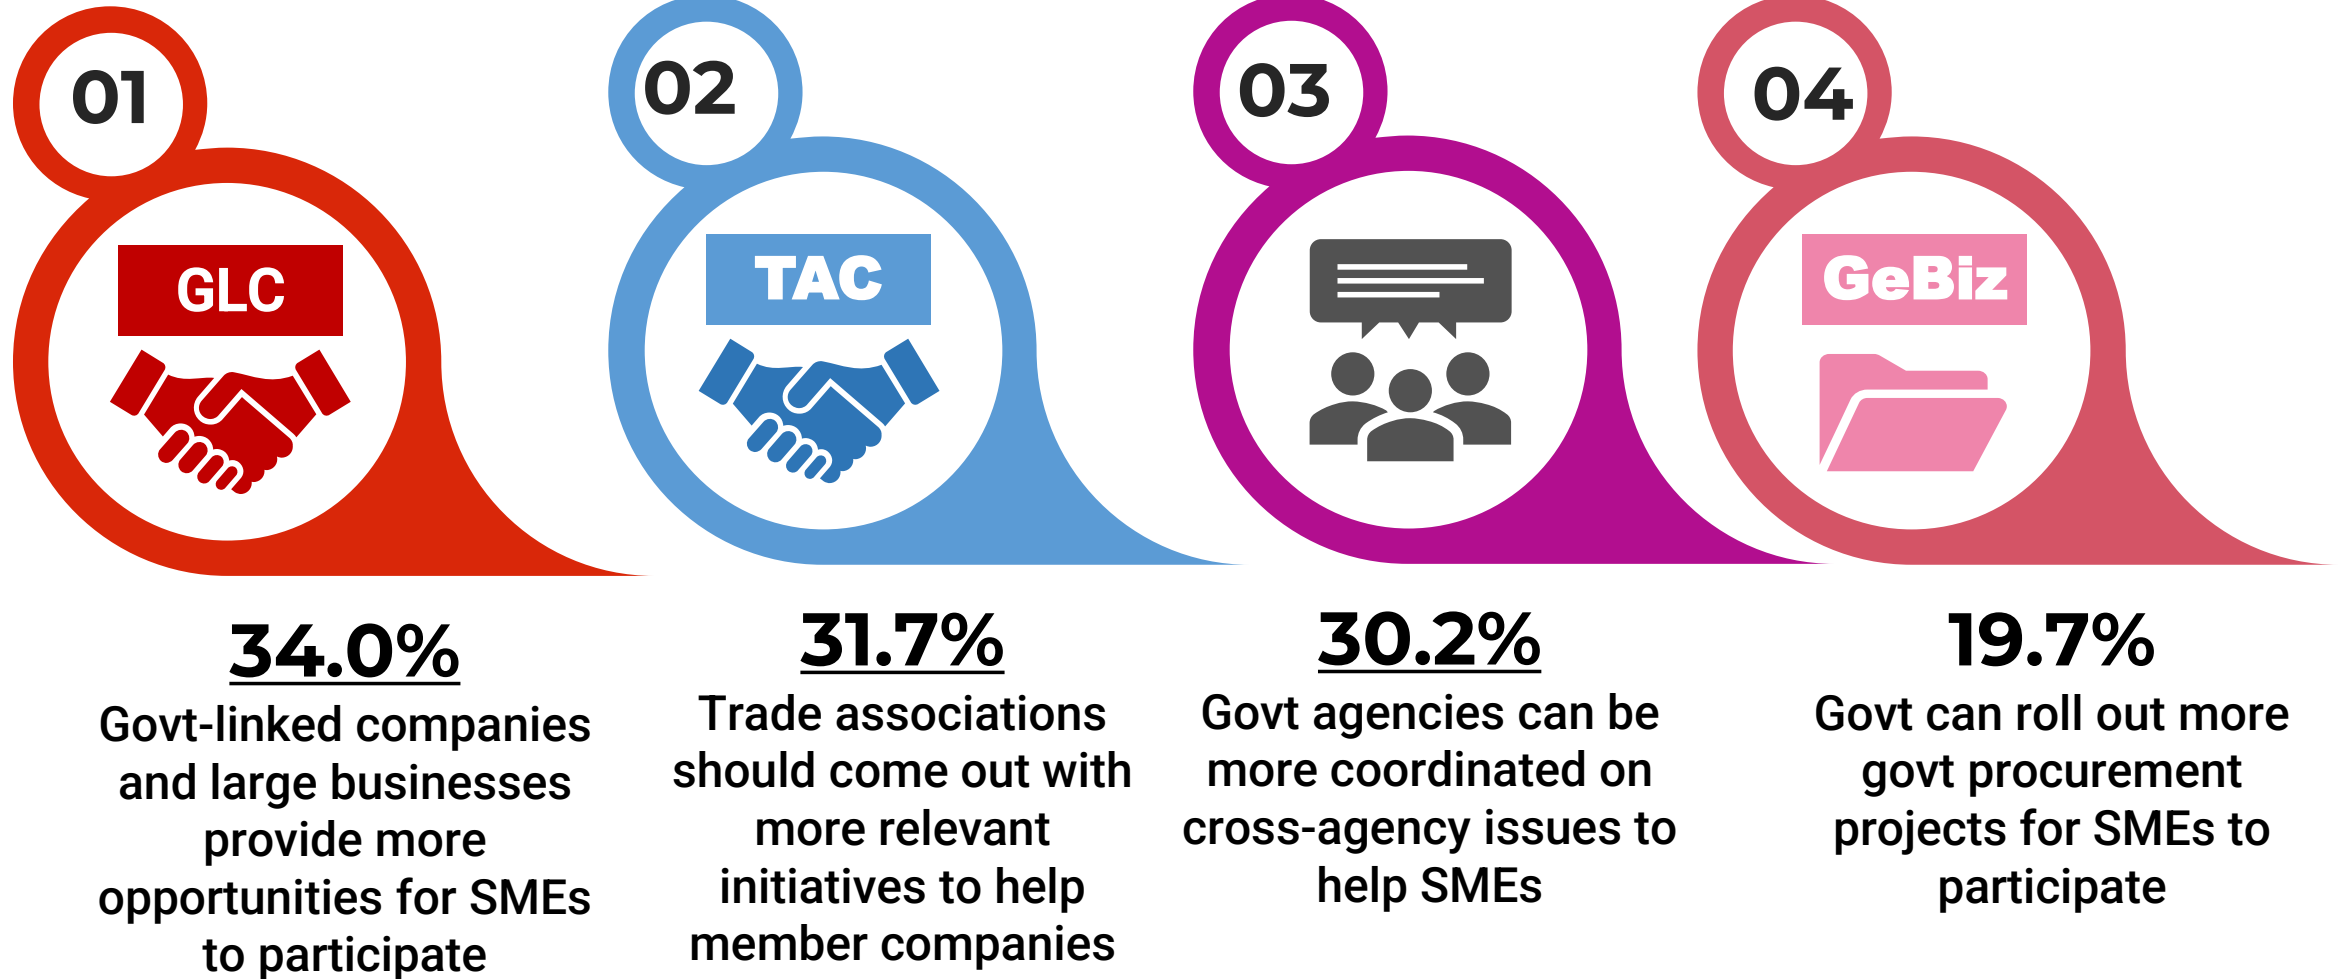 01
GLC
34.0%
Govt-linked companies
and large businesses
provide more
opportunities for SMEs
to participate
02
TAC
31.7%
Trade associations
should come out with
more relevant
initiatives to help
member companies
03
30.2%
Govt agencies can be
more coordinated on
cross-agency issues to
help SMEs
04
GeBiz
19.7%
Govt can roll out more
govt procurement
projects for SMEs to
participate